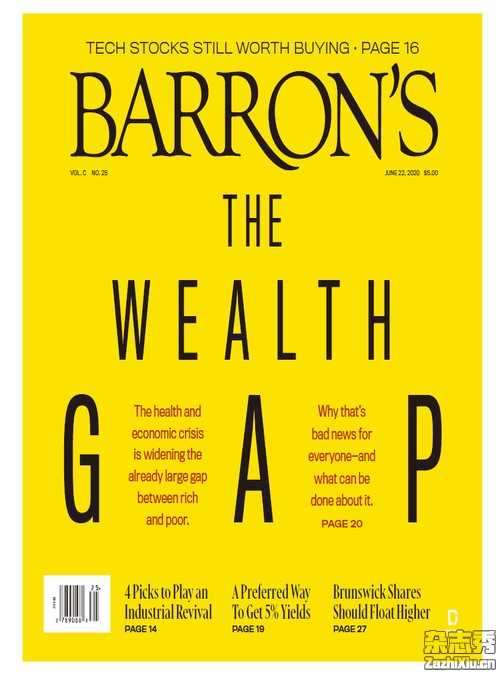 TECH STOCKS STILL WORTH BUYING • PAGE 16
BARRON'S
VOL. C NO. 25
JUNE 22, 2020 $5.00
THE
WEALTH
GAP
The health and
economic crisis
is widening the
already large gap
between rich
and poor.
Why that's
bad news for
everyone—and
what can be
done about it.
PAGE 20
4 Picks to Play an
Industrial Revival
PAGE 14
A Preferred Way
To Get 5% Yields
PAGE 19
Brunswick Shares
Should Float Higher
PAGE 27
D
杂志秀
ZaZhiXiu.cn